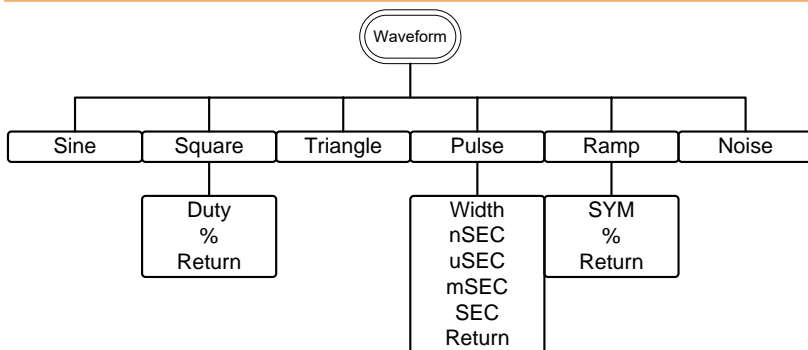 Waveform
Sine
Square
Triangle
Pulse
Ramp
Noise
Duty
%
Return
Width
nSEC
uSEC
mSEC
SEC
Return
SYM
%
Return